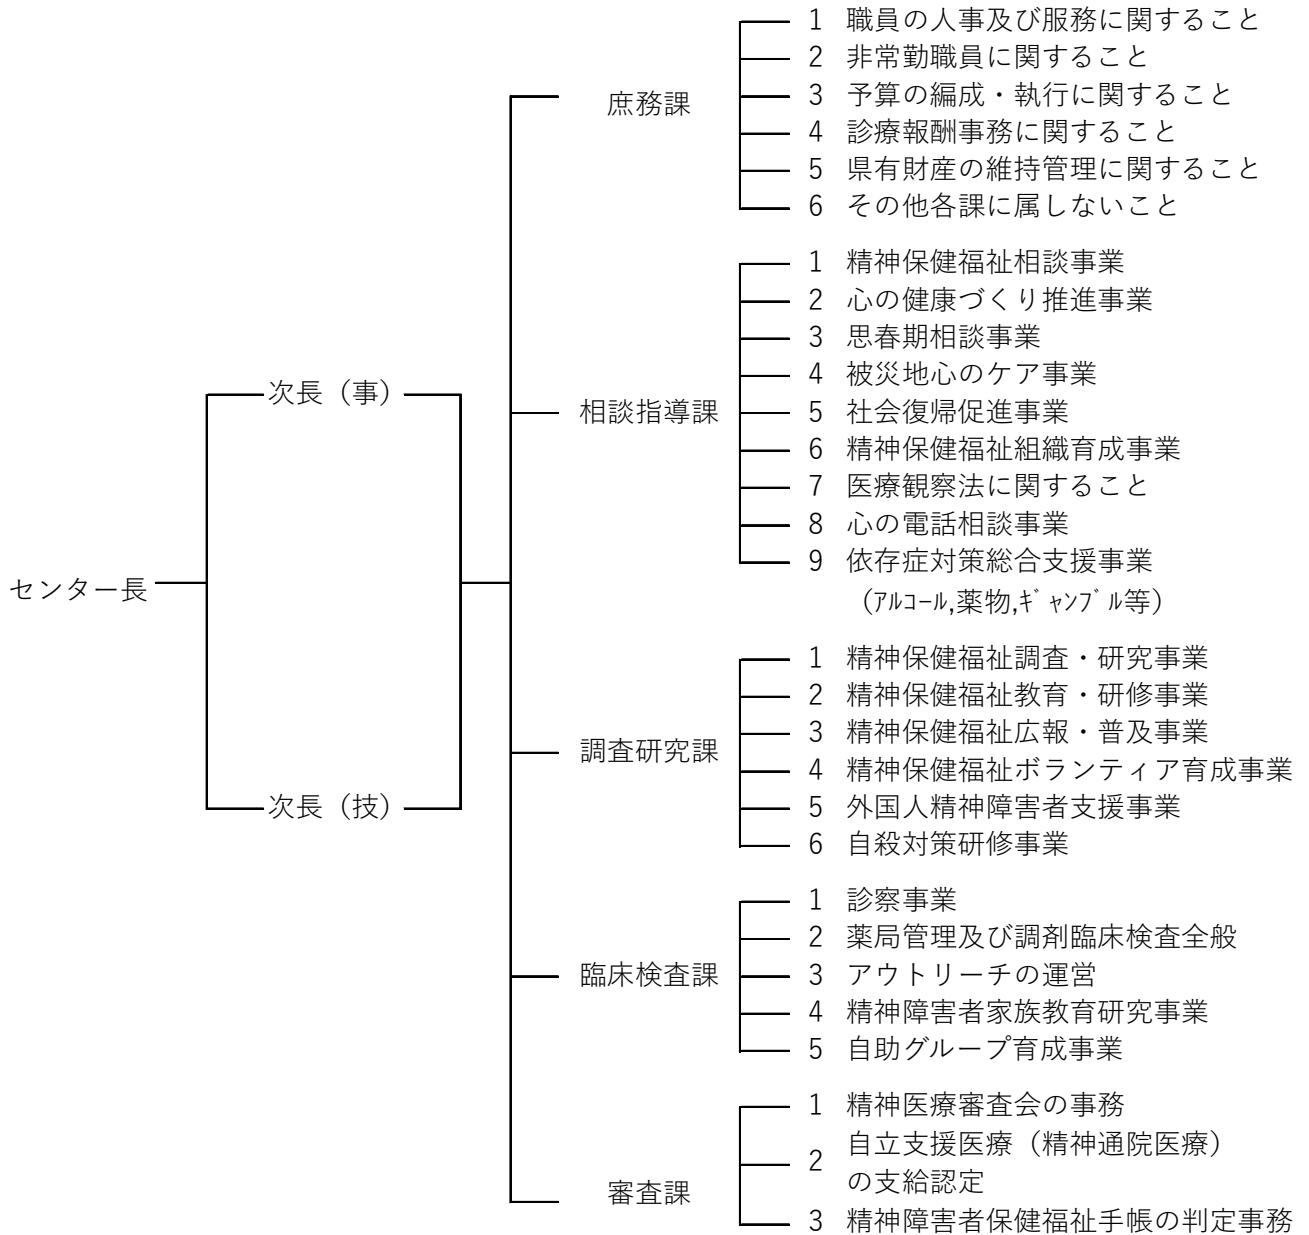 センター長
次長（事）
次長（技）
庶務課
1 職員の人事及び服務に関すること
2 非常勤職員に関すること
3 予算の編成・執行に関すること
4 診療報酬事務に関すること
5 県有財産の維持管理に関すること
6 その他各課に属しないこと
相談指導課
1 精神保健福祉相談事業
2 心の健康づくり推進事業
3 思春期相談事業
4 被災地心のケア事業
5 社会復帰促進事業
6 精神保健福祉組織育成事業
7 医療観察法に関すること
8 心の電話相談事業
9 依存症対策総合支援事業
（ｱﾙｺｰﾙ,薬物,ｷﾞｬﾝﾌﾞﾙ等）
調査研究課
1 精神保健福祉調査・研究事業
2 精神保健福祉教育・研修事業
3 精神保健福祉広報・普及事業
4 精神保健福祉ボランティア育成事業
5 外国人精神障害者支援事業
6 自殺対策研修事業
臨床検査課
1 診察事業
2 薬局管理及び調剤臨床検査全般
3 アウトリーチの運営
4 精神障害者家族教育研究事業
5 自助グループ育成事業
審査課
1 精神医療審査会の事務
2 自立支援医療（精神通院医療）
の支給認定
3 精神障害者保健福祉手帳の判定事務